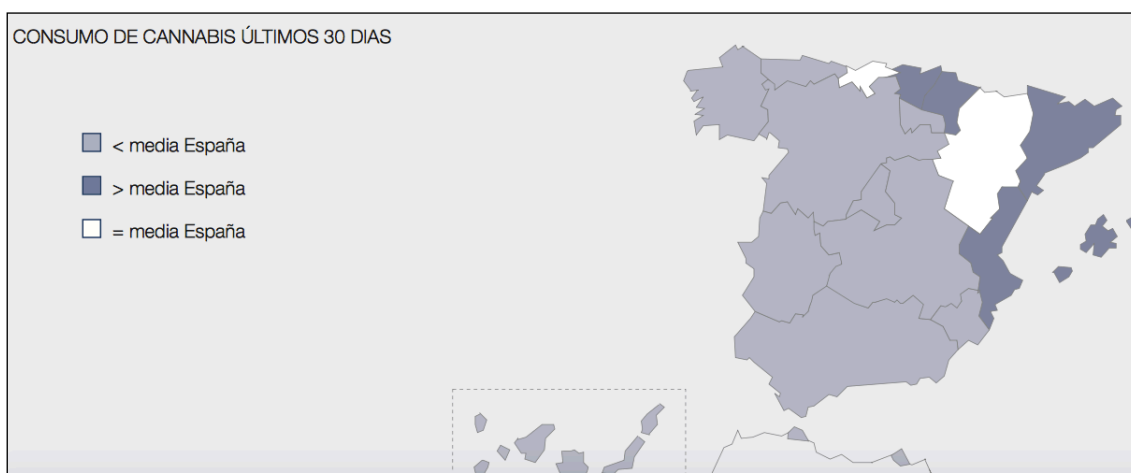 CONSUMO DE CANNABIS ÚLTIMOS 30 DIAS
< media España
> media España
= media España